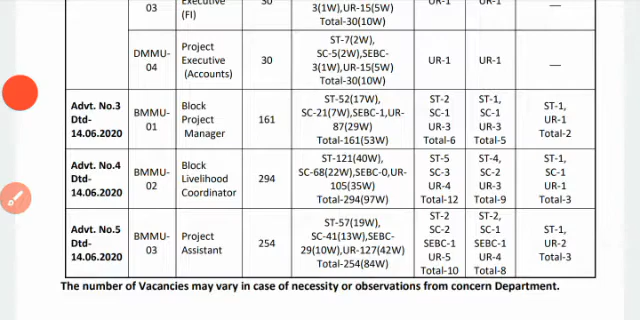 03
Executive
(FI)
30
3(1W),UR-15(5W)
Total-30(10W)
UR-1
UR-1
—
DMMU-
04
Project
Executive
(Accounts)
30
ST-7(2W),
SC-5(2W),SEBC-
3(1W),UR-15(5W)
Total-30(10W)
UR-1
UR-1
—
Advt. No.3
Dtd-
14.06.2020
BMMU-
01
Block
Project
Manager
161
ST-52(17W),
SC-21(7W),SEBC-1,UR-
87(29W)
Total-161(53W)
ST-2
SC-1
UR-3
Total-6
ST-1,
SC-1
UR-3
Total-5
ST-1,
UR-1
Total-2
Advt. No.4
Dtd-
14.06.2020
BMMU-
02
Block
Livelihood
Coordinator
294
ST-121(40W),
SC-68(22W),SEBC-0,UR-
105(35W)
Total-294(97W)
ST-5
SC-3
UR-4
Total-12
ST-4,
SC-2
UR-3
Total-9
ST-1,
SC-1
UR-1
Total-3
Advt. No.5
Dtd-
14.06.2020
BMMU-
03
Project
Assistant
254
ST-57(19W),
SC-41(13W),SEBC-
29(10W),UR-127(42W)
Total-254(84W)
ST-2
SC-2
SEBC-1
UR-5
Total-10
ST-2,
SC-1
SEBC-1
UR-4
Total-8
ST-1,
UR-2
Total-3
The number of Vacancies may vary in case of necessity or observations from concern Department.